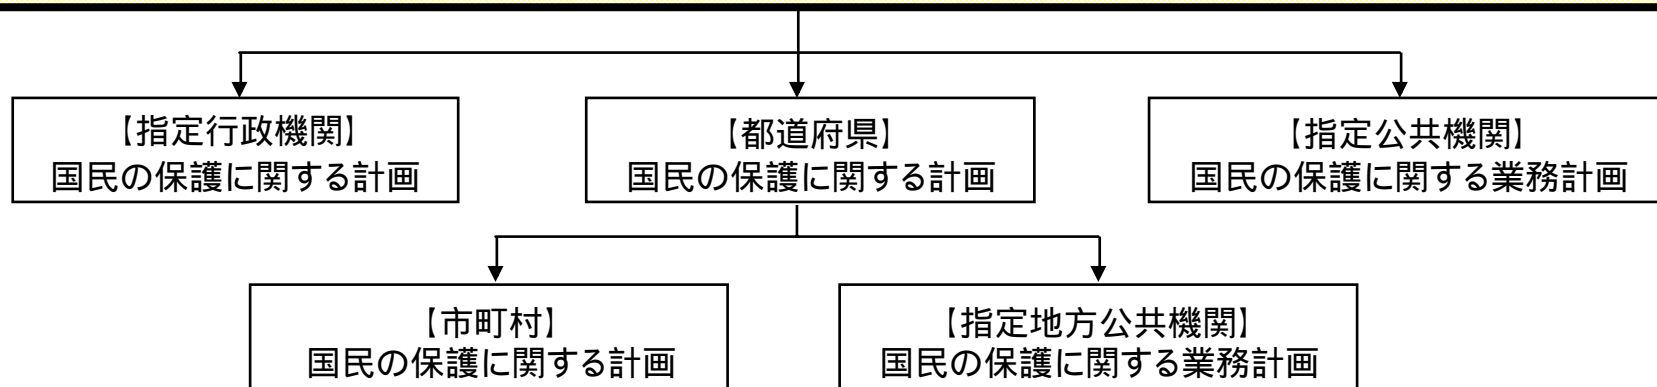 【指定行政機関】
国民の保護に関する計画
【都道府県】
国民の保護に関する計画
【指定公共機関】
国民の保護に関する業務計画
【市町村】
国民の保護に関する計画
【指定地方公共機関】
国民の保護に関する業務計画